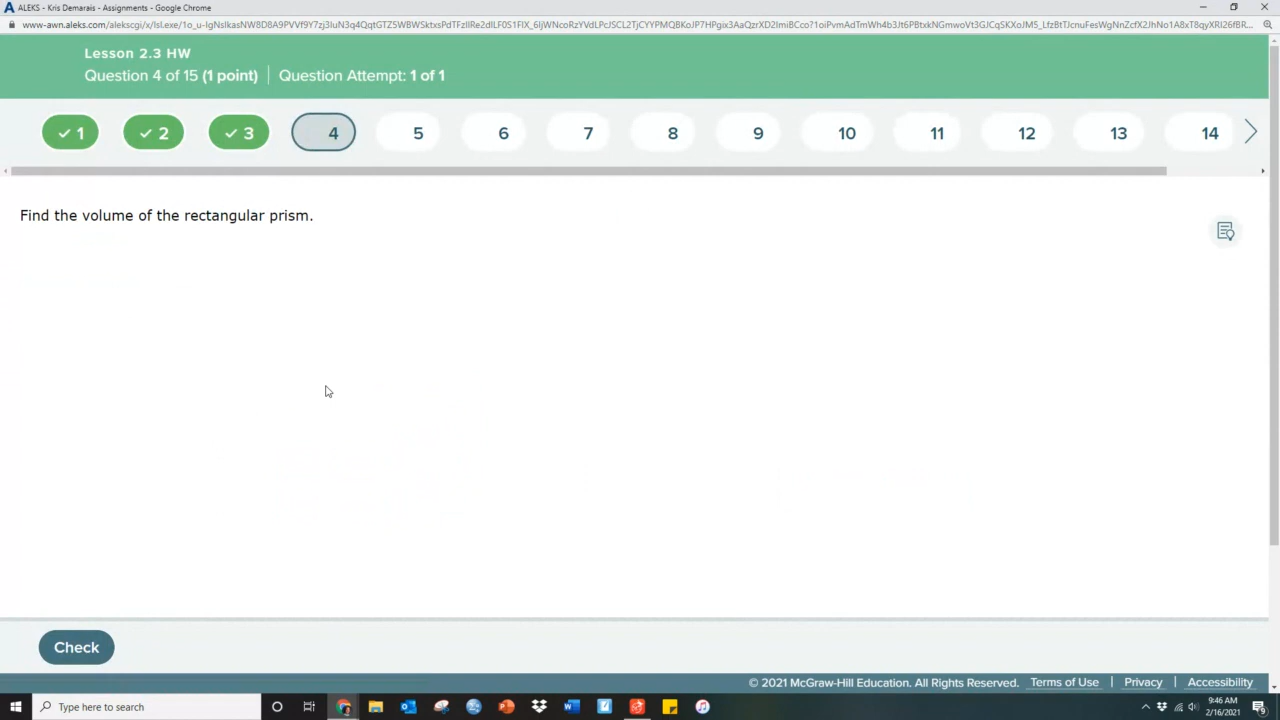 ALEKS - Kris Demarais - Assignments - Google Chrome
Lesson 2.3 HW
Question 4 of 15 (1 point) | Question Attempt: 1 of 1
✓ 1 ✓ 2 ✓ 3 4 5 6 7 8 9 10 11 12 13 14
Find the volume of the rectangular prism.
Check
© 2021 McGraw-Hill Education. All Rights Reserved. Terms of Use | Privacy | Accessibility
Type here to search
9:46 AM
2/16/2021